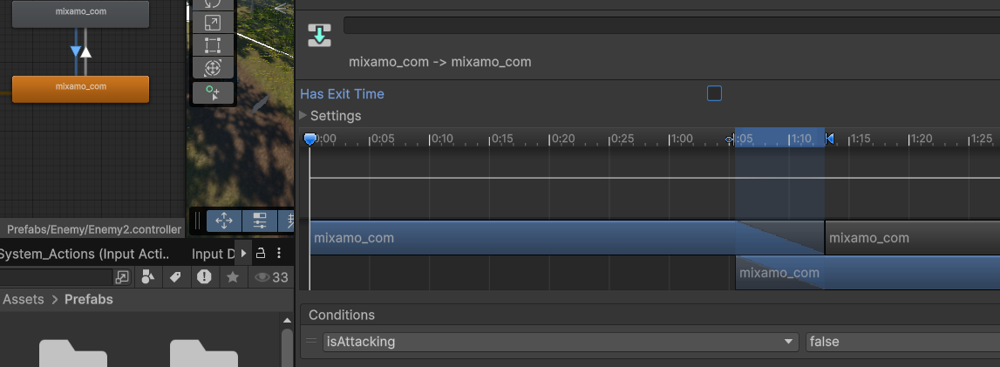 mixamo_com
mixamo_com
Prefabs/Enemy/Enemy2.controller
System_Actions (Input Acti..
Input D
33
Assets > Prefabs
mixamo_com -> mixamo_com
Has Exit Time
Settings
0:00 0:05 0:10 0:15 0:20 0:25 1:00 :05 1:10 1:15 1:20 1:25
mixamo_com mixamo_com
mixamo_com
Conditions
isAttacking false